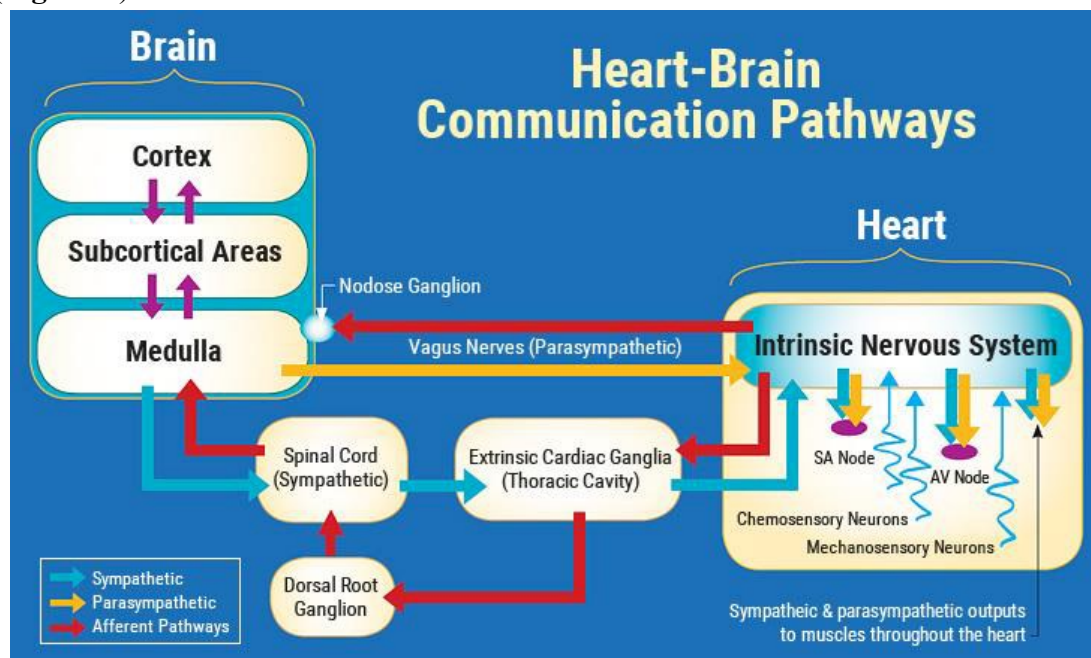 Brain
Heart-Brain
Communication Pathways
Cortex
Subcortical Areas
Medulla
Heart
Nodose Ganglion
Vagus Nerves (Parasympathetic)
Intrinsic Nervous System
Spinal Cord
(Sympathetic)
Extrinsic Cardiac Ganglia
(Thoracic Cavity)
SA Node
AV Node
Chemosensory Neurons
Mechanosensory Neurons
Dorsal Root
Ganglion
Sympathetic
Parasympathetic
Afferent Pathways
Sympatheic & parasympathetic outputs
to muscles throughout the heart